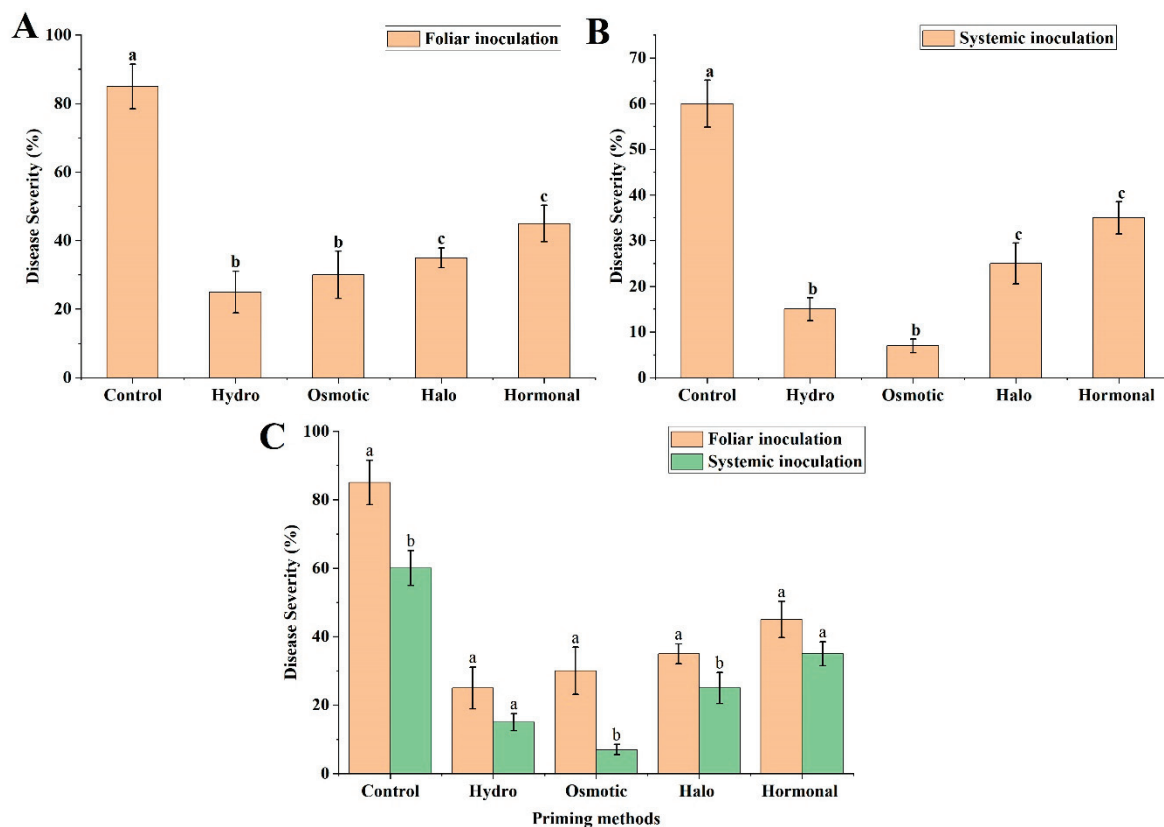 A
Foliar inoculation
Disease Severity (%)
100
80
60
40
20
0
a
b
b
c
c
Control Hydro Osmotic Halo Hormonal
B
Systemic inoculation
Disease Severity (%)
70
60
50
40
30
20
10
0
a
b
b
c
c
Control Hydro Osmotic Halo Hormonal
C
Foliar inoculation
Systemic inoculation
Disease Severity (%)
100
80
60
40
20
0
a
b
a
a
a
b
a
b
a
a
Control Hydro Osmotic Halo Hormonal
Priming methods